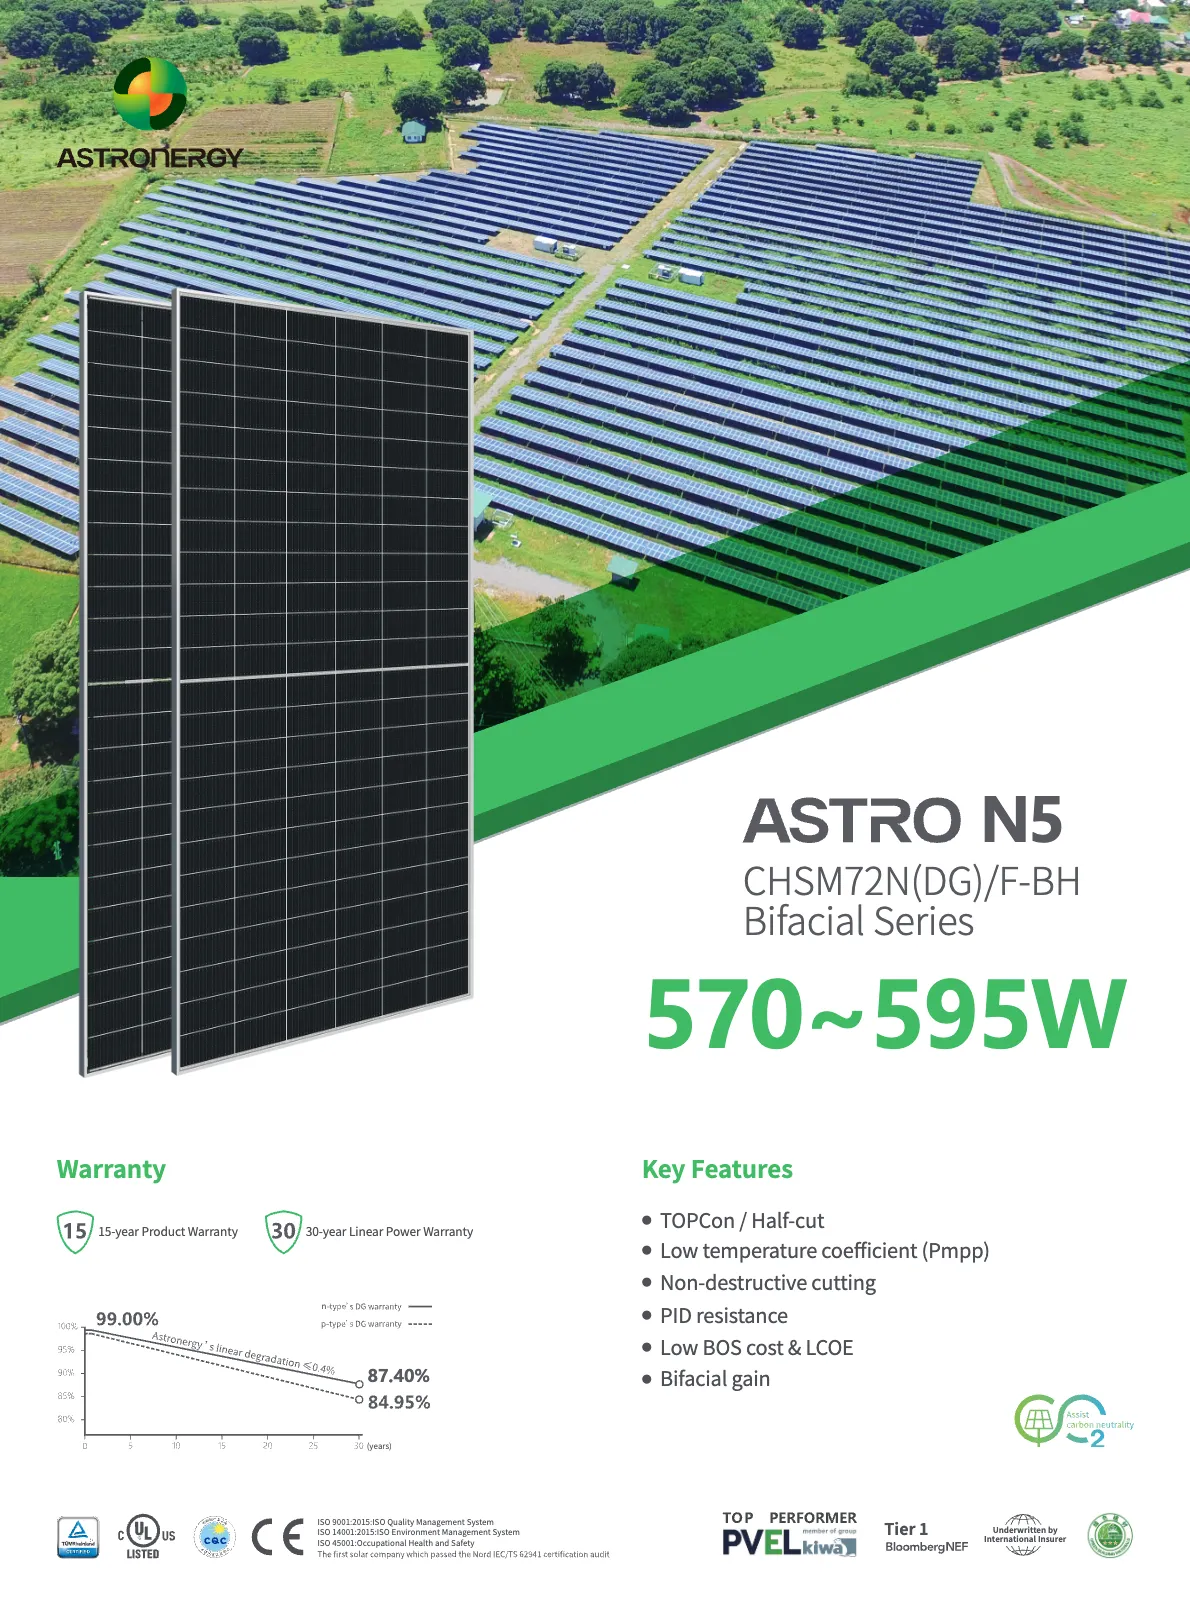 ASTRONERGY
ASTRO N5
CHSM72N(DG)/F-BH
Bifacial Series
570~595W
Warranty
15 15-year Product Warranty
30 30-year Linear Power Warranty
n-type's DG warranty
p-type's DG warranty
100%
95%
90%
85%
80%
99.00%
Astronergy's linear degradation ≤0.4%
87.40%
84.95%
0 5 10 15 20 25 30 (years)
Key Features
● TOPCon / Half-cut
● Low temperature coefficient (Pmpp)
● Non-destructive cutting
● PID resistance
● Low BOS cost & LCOE
● Bifacial gain
Assist
carbon neutrality
2
TÜVRheinland
CERTIFIED
C UL US
LISTED
CQC
CE
ISO 9001:2015:ISO Quality Management System
ISO 14001:2015:ISO Environment Management System
ISO 45001:Occupational Health and Safety
The first solar company which passed the Nord IEC/TS 62941 certification audit
TOP PERFORMER
PVEL
member of group
kiwa
Tier 1
BloombergNEF
Underwritten by
International Insurer